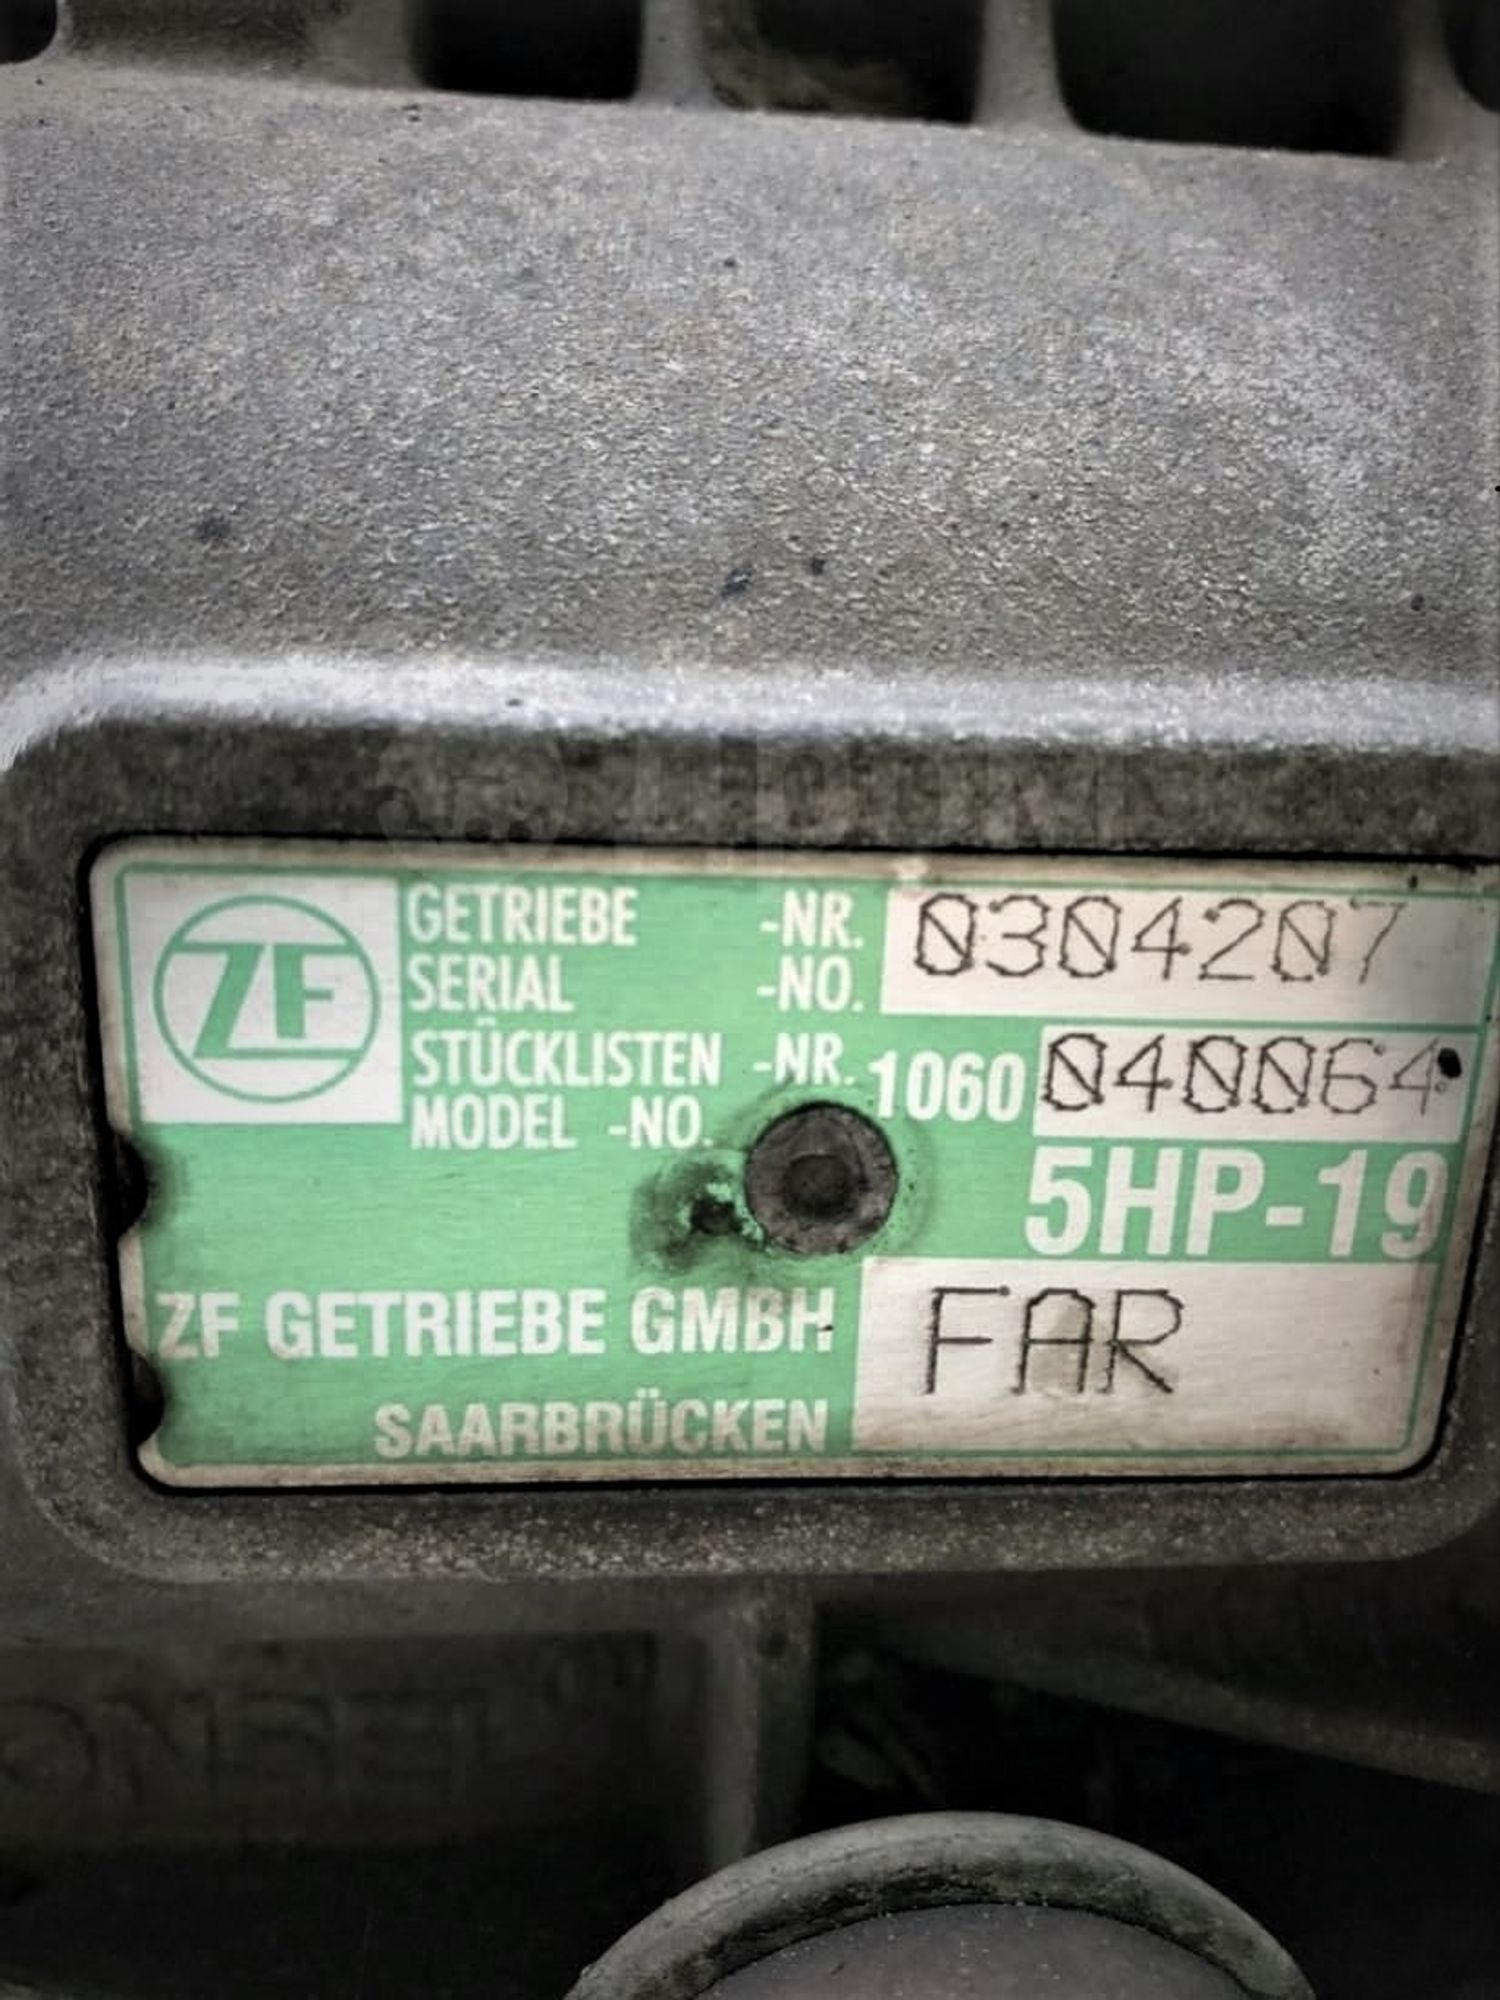 ZF
GETRIEBE -NR. 0304207
SERIAL -NO.
STÜCKLISTEN -NR. 1060 040064
MODEL -NO.
5HP-19
ZF GETRIEBE GMBH FAR
SAARBRÜCKEN